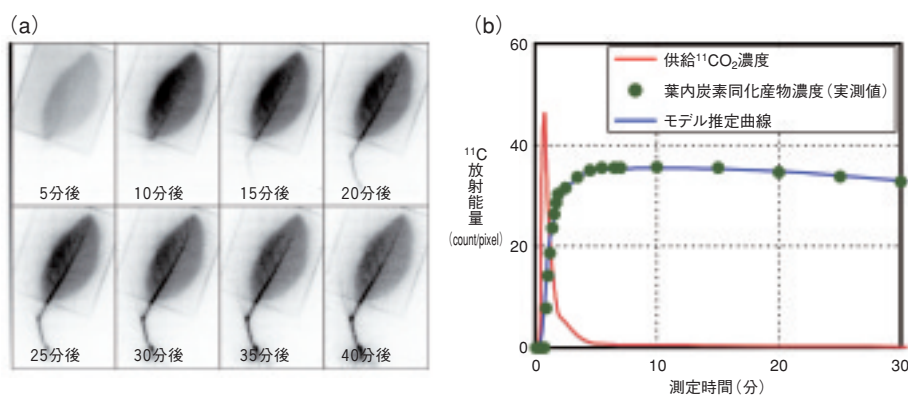 (a)
5分後
10分後
15分後
20分後
25分後
30分後
35分後
40分後
(b)
60
40
20
0
¹¹C放射能量
(count/pixel)
供給¹¹CO₂濃度
葉内炭素同化産物濃度(実測値)
モデル推定曲線
0
10
20
30
測定時間(分)